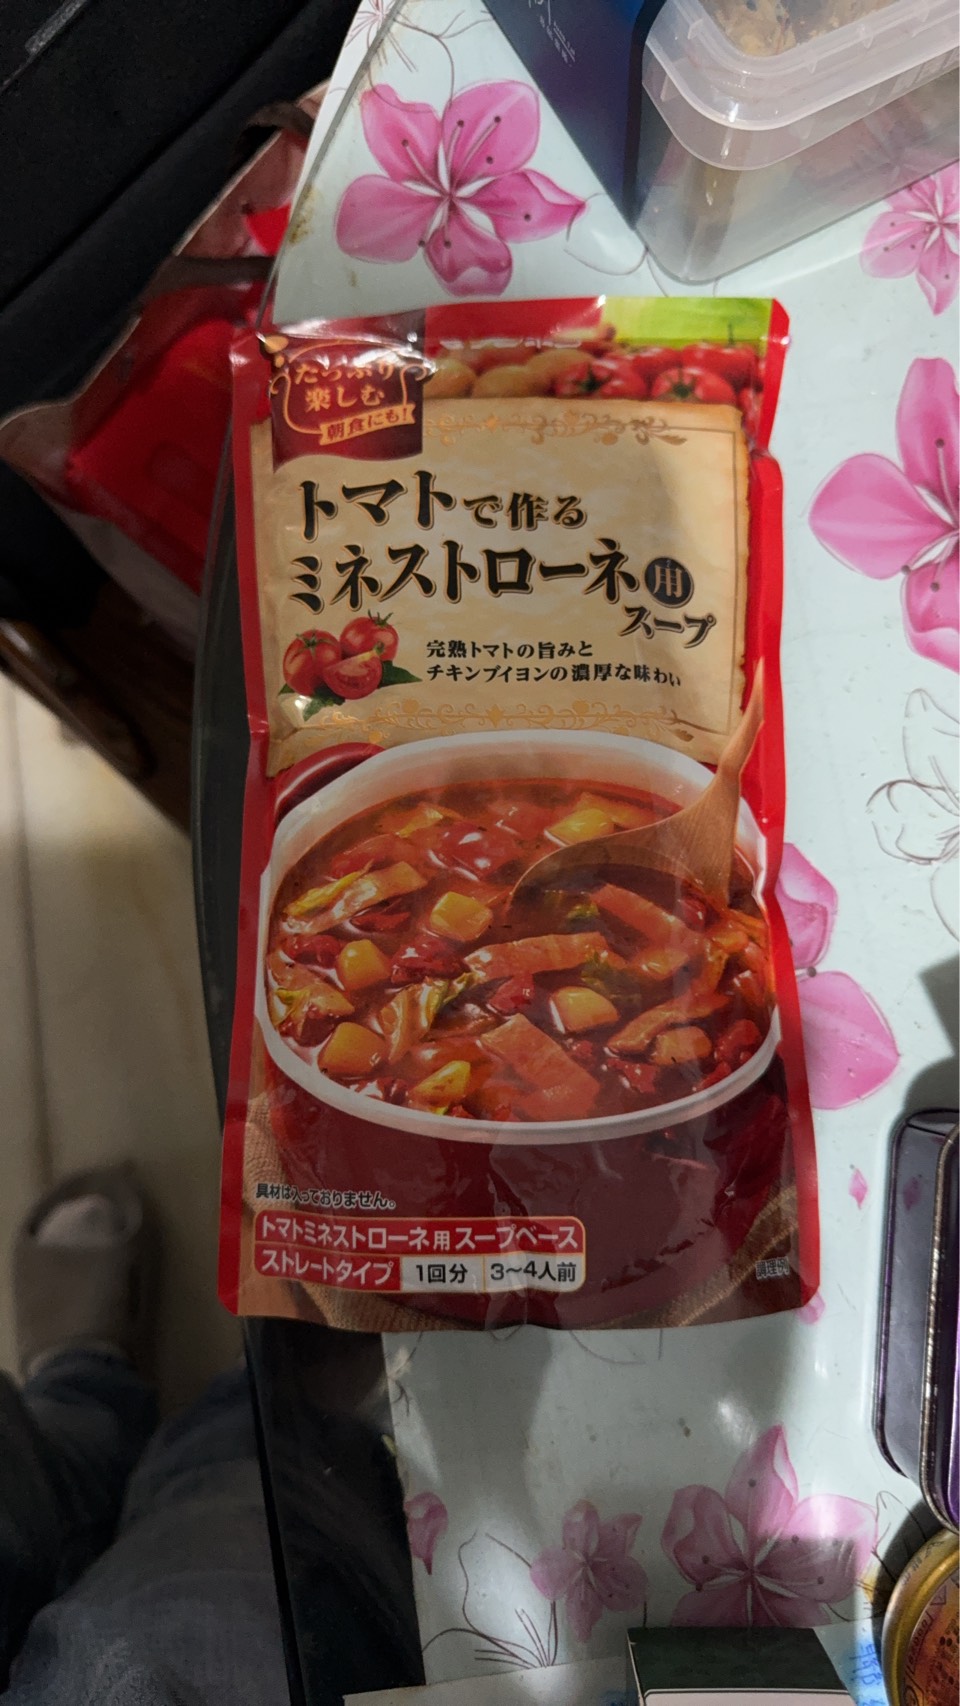 たっぷり
楽しむ
朝食にも!
トマトで作る
ミネストローネ用
スープ
完熟トマトの旨みと
チキンブイヨンの濃厚な味わい
具材は入っておりません。
トマトミネストローネ用スープベース
ストレートタイプ 1回分 3〜4人前
調理例